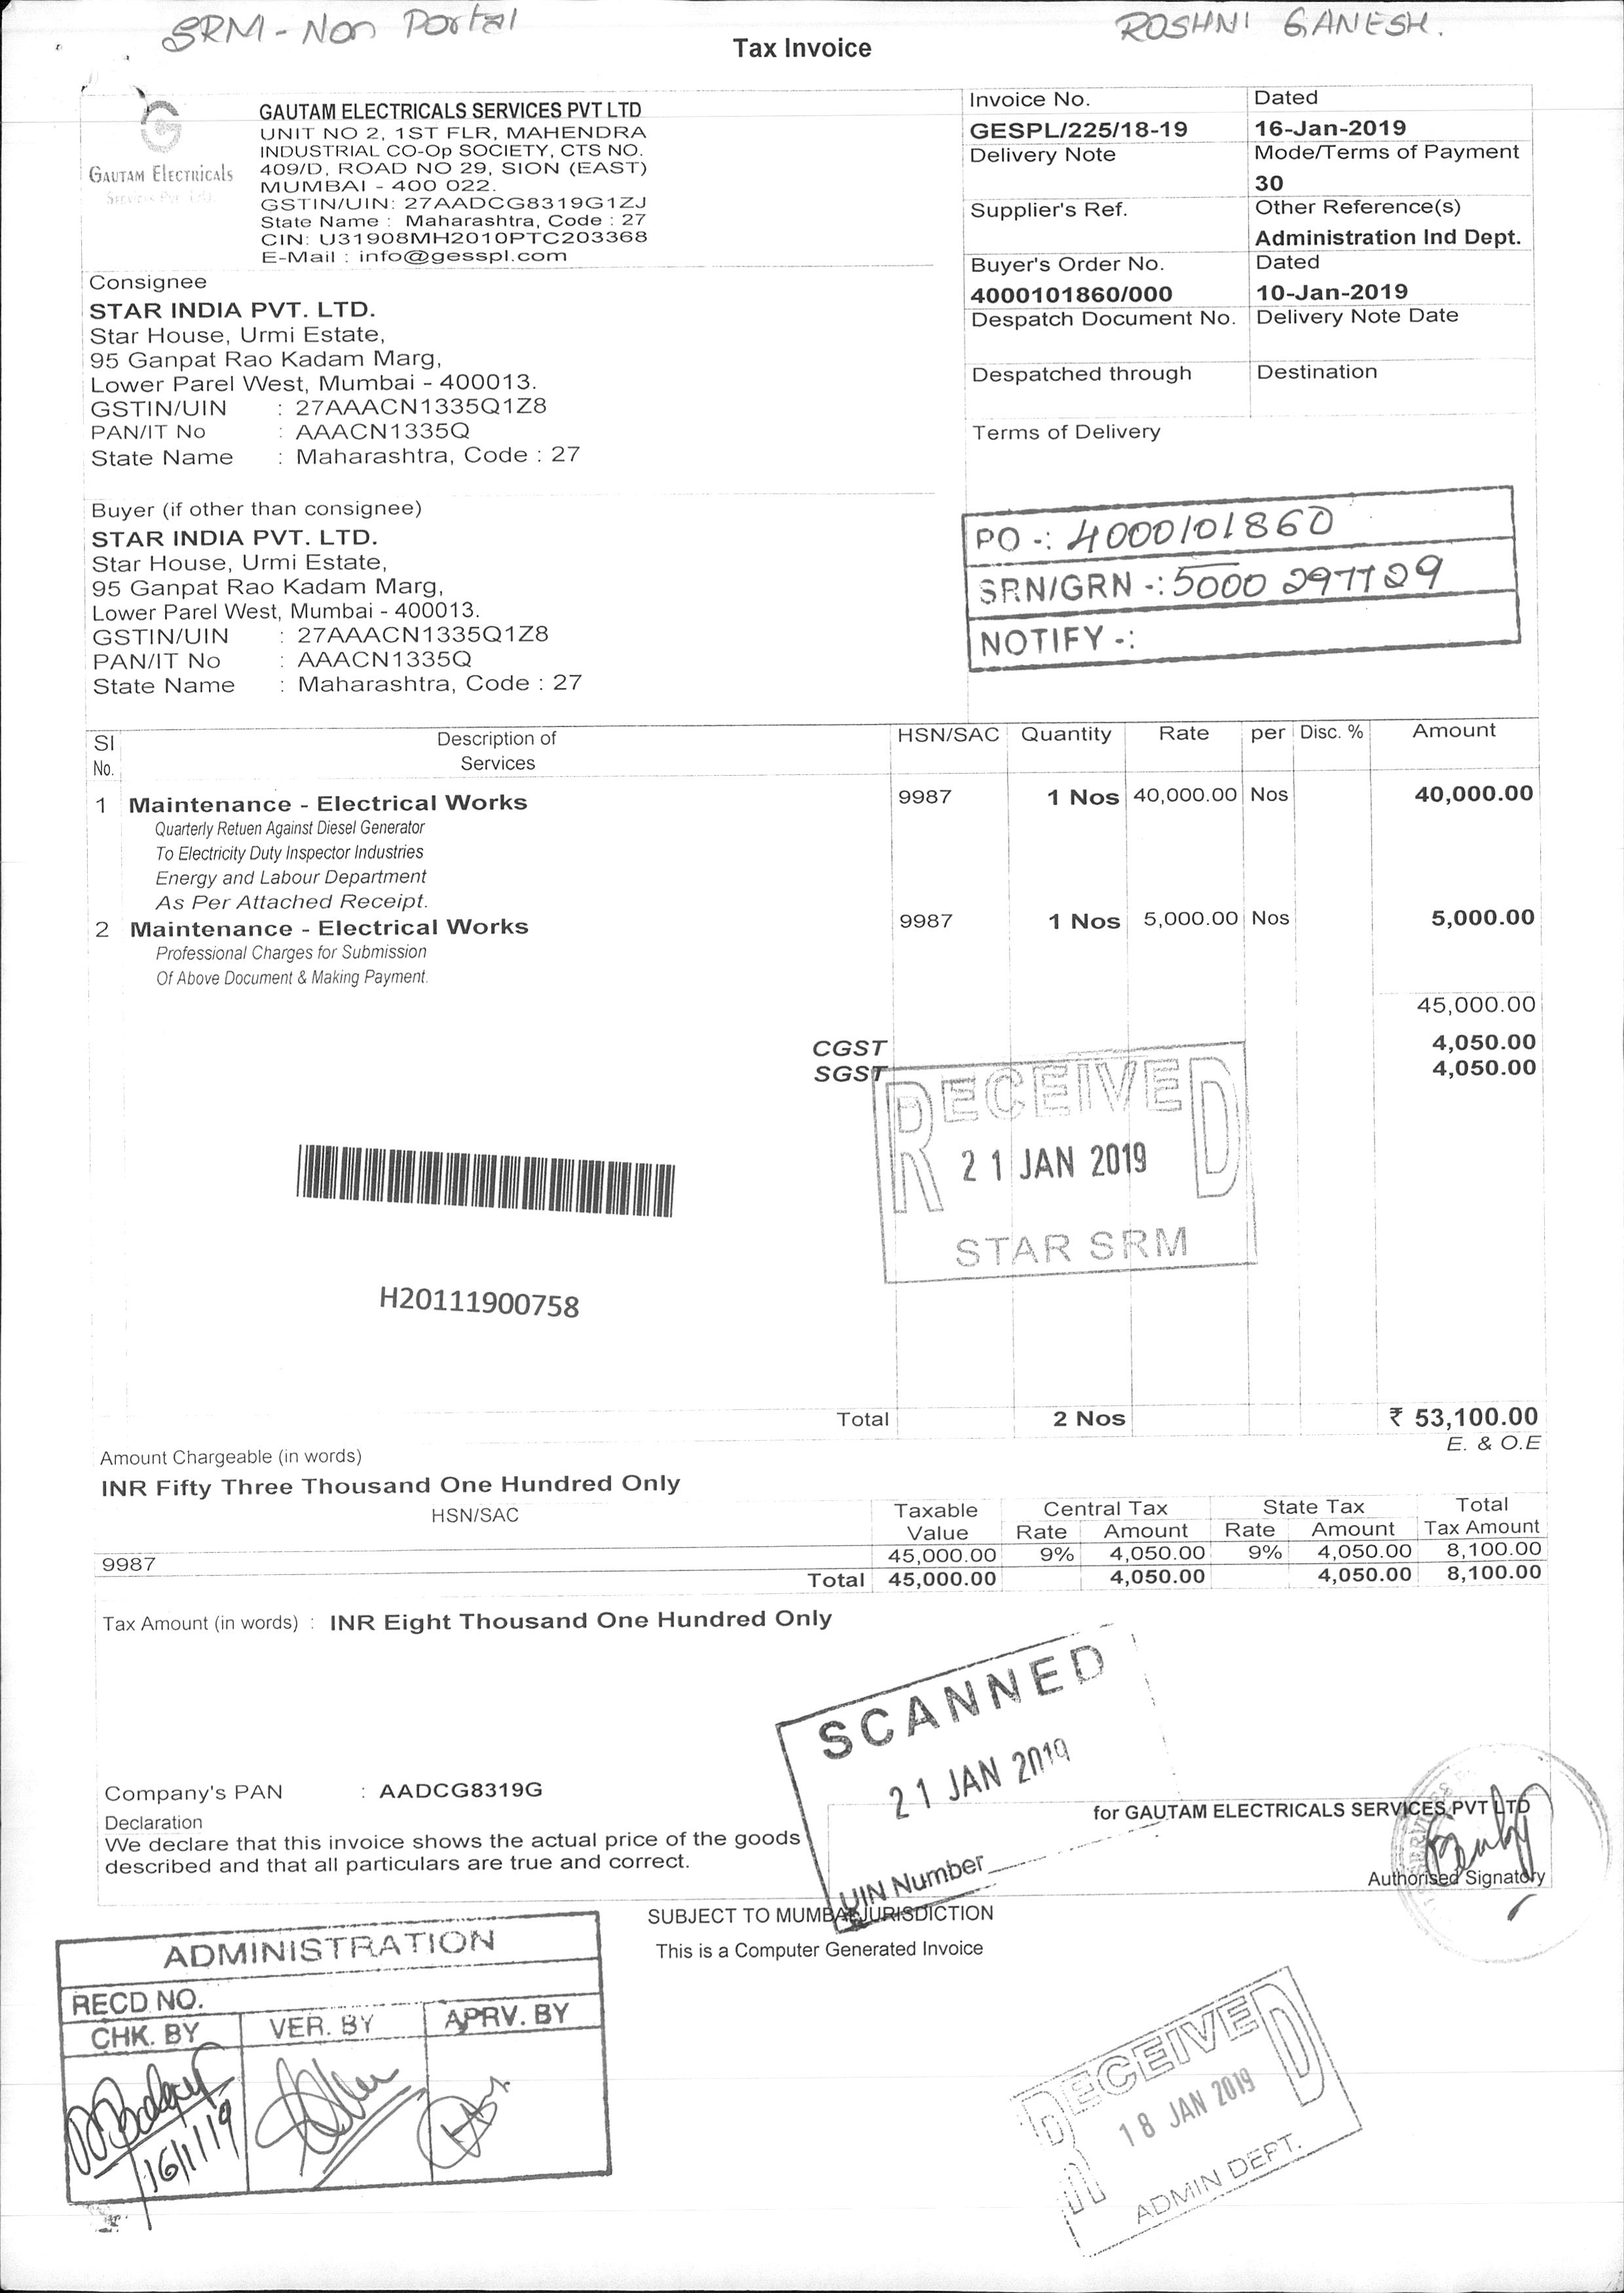 SRM - Non Portal
ROSHNI GANESH.
Tax Invoice
GAUTAM ELECTRICALS
GAUTAM ELECTRICALS SERVICES PVT LTD
UNIT NO 2, 1ST FLR, MAHENDRA
INDUSTRIAL CO-Op SOCIETY, CTS NO.
409/D, ROAD NO 29, SION (EAST)
MUMBAI - 400 022.
GSTIN/UIN: 27AADCG8319G1ZJ
State Name : Maharashtra, Code : 27
CIN: U31908MH2010PTC203368
E-Mail : info@gesspl.com
Invoice No.
GESPL/225/18-19
Dated
16-Jan-2019
Delivery Note
Mode/Terms of Payment
30
Supplier's Ref.
Other Reference(s)
Administration Ind Dept.
Buyer's Order No.
4000101860/000
Dated
10-Jan-2019
Despatch Document No.
Delivery Note Date
Despatched through
Destination
Terms of Delivery
Consignee
STAR INDIA PVT. LTD.
Star House, Urmi Estate,
95 Ganpat Rao Kadam Marg,
Lower Parel West, Mumbai - 400013.
GSTIN/UIN : 27AAACN1335Q1Z8
PAN/IT No : AAACN1335Q
State Name : Maharashtra, Code : 27
Buyer (if other than consignee)
STAR INDIA PVT. LTD.
Star House, Urmi Estate,
95 Ganpat Rao Kadam Marg,
Lower Parel West, Mumbai - 400013.
GSTIN/UIN : 27AAACN1335Q1Z8
PAN/IT No : AAACN1335Q
State Name : Maharashtra, Code : 27
PO -: 4000101860
SRN/GRN -: 5000297729
NOTIFY -:
SI No. Description of Services HSN/SAC Quantity Rate per Disc. % Amount
1 Maintenance - Electrical Works 9987 1 Nos 40,000.00 Nos 40,000.00
Quarterly Retuen Against Diesel Generator
To Electricity Duty Inspector Industries
Energy and Labour Department
As Per Attached Receipt.
2 Maintenance - Electrical Works 9987 1 Nos 5,000.00 Nos 5,000.00
Professional Charges for Submission
Of Above Document & Making Payment.
45,000.00
CGST 4,050.00
SGST 4,050.00
RECEIVED
21 JAN 2019
STAR SRM
H20111900758
Total 2 Nos ₹ 53,100.00
E. & O.E
Amount Chargeable (in words)
INR Fifty Three Thousand One Hundred Only
HSN/SAC Taxable Value Central Tax Rate Amount State Tax Rate Amount Total Tax Amount
9987 45,000.00 9% 4,050.00 9% 4,050.00 8,100.00
Total 45,000.00 4,050.00 4,050.00 8,100.00
Tax Amount (in words) : INR Eight Thousand One Hundred Only
SCANNED
21 JAN 2019
UIN Number
Company's PAN : AADCG8319G
Declaration
We declare that this invoice shows the actual price of the goods
described and that all particulars are true and correct.
for GAUTAM ELECTRICALS SERVICES PVT LTD
Authorised Signatory
SUBJECT TO MUMBAI JURISDICTION
This is a Computer Generated Invoice
ADMINISTRATION
RECD NO.
CHK. BY VER. BY APRV. BY
16/1/19
RECEIVED
18 JAN 2019
ADMIN DEPT.